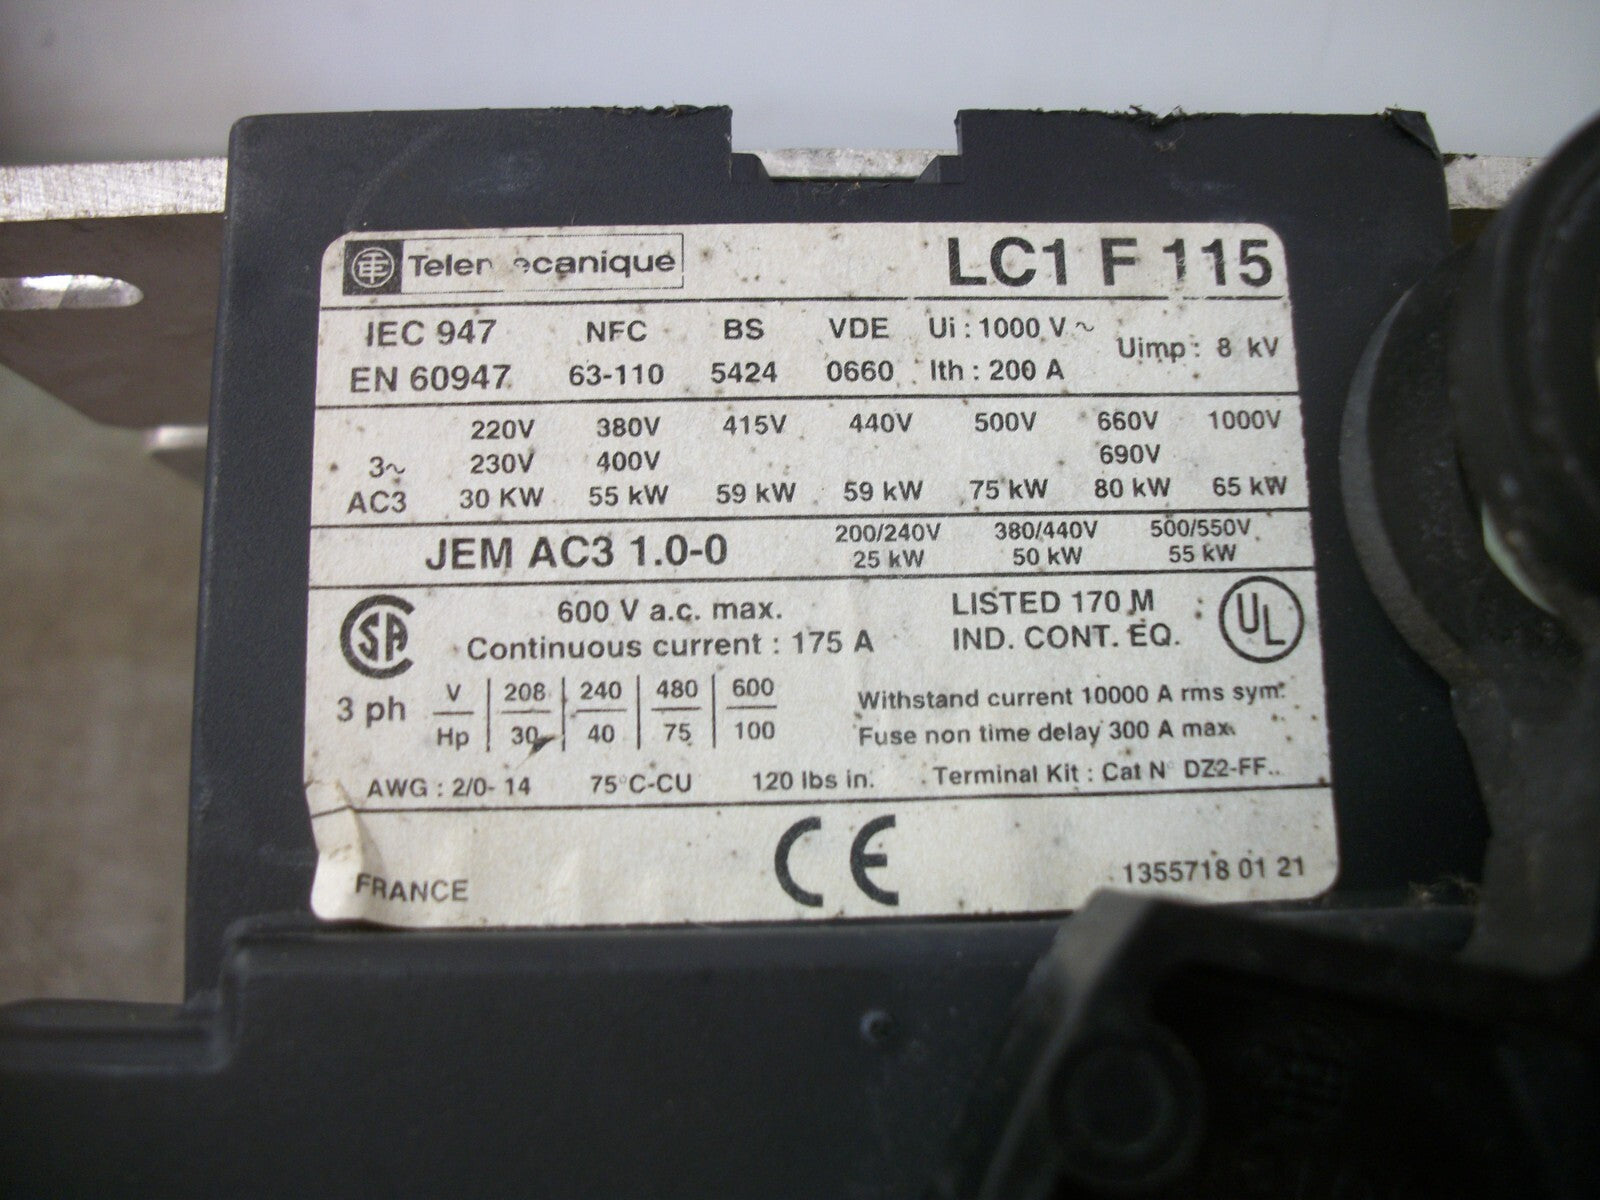 Telemecanique LC1 F 115
IEC 947 NFC BS VDE Ui : 1000 V ~ Uimp : 8 kV
EN 60947 63-110 5424 0660 Ith : 200 A
220V 380V 415V 440V 500V 660V 1000V
3~ 230V 400V 690V
AC3 30 KW 55 kW 59 kW 59 kW 75 kW 80 kW 65 kW
JEM AC3 1.0-0 200/240V 380/440V 500/550V
25 kW 50 kW 55 kW
CSA 600 V a.c. max. LISTED 170 M UL
Continuous current : 175 A IND. CONT. EQ.
3 ph V 208 240 480 600 Withstand current 10000 A rms sym.
Hp 30 40 75 100 Fuse non time delay 300 A max.
AWG : 2/0- 14 75°C-CU 120 lbs in. Terminal Kit : Cat N° DZ2-FF..
FRANCE CE 1355718 01 21